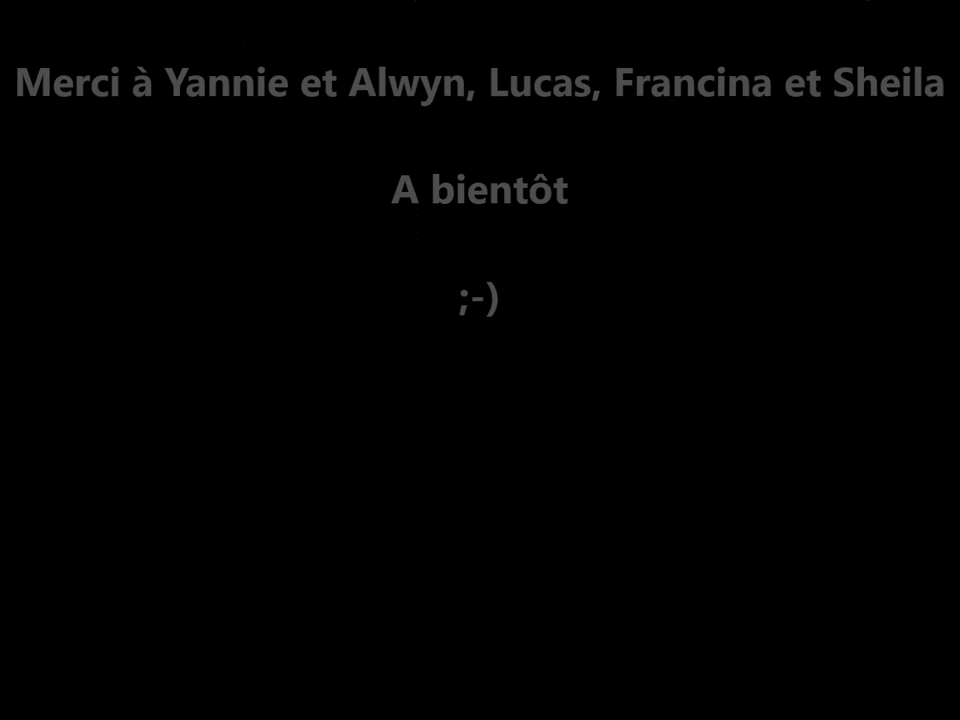 Merci à Yannie et Alwyn, Lucas, Francina et Sheila
A bientôt
;-)